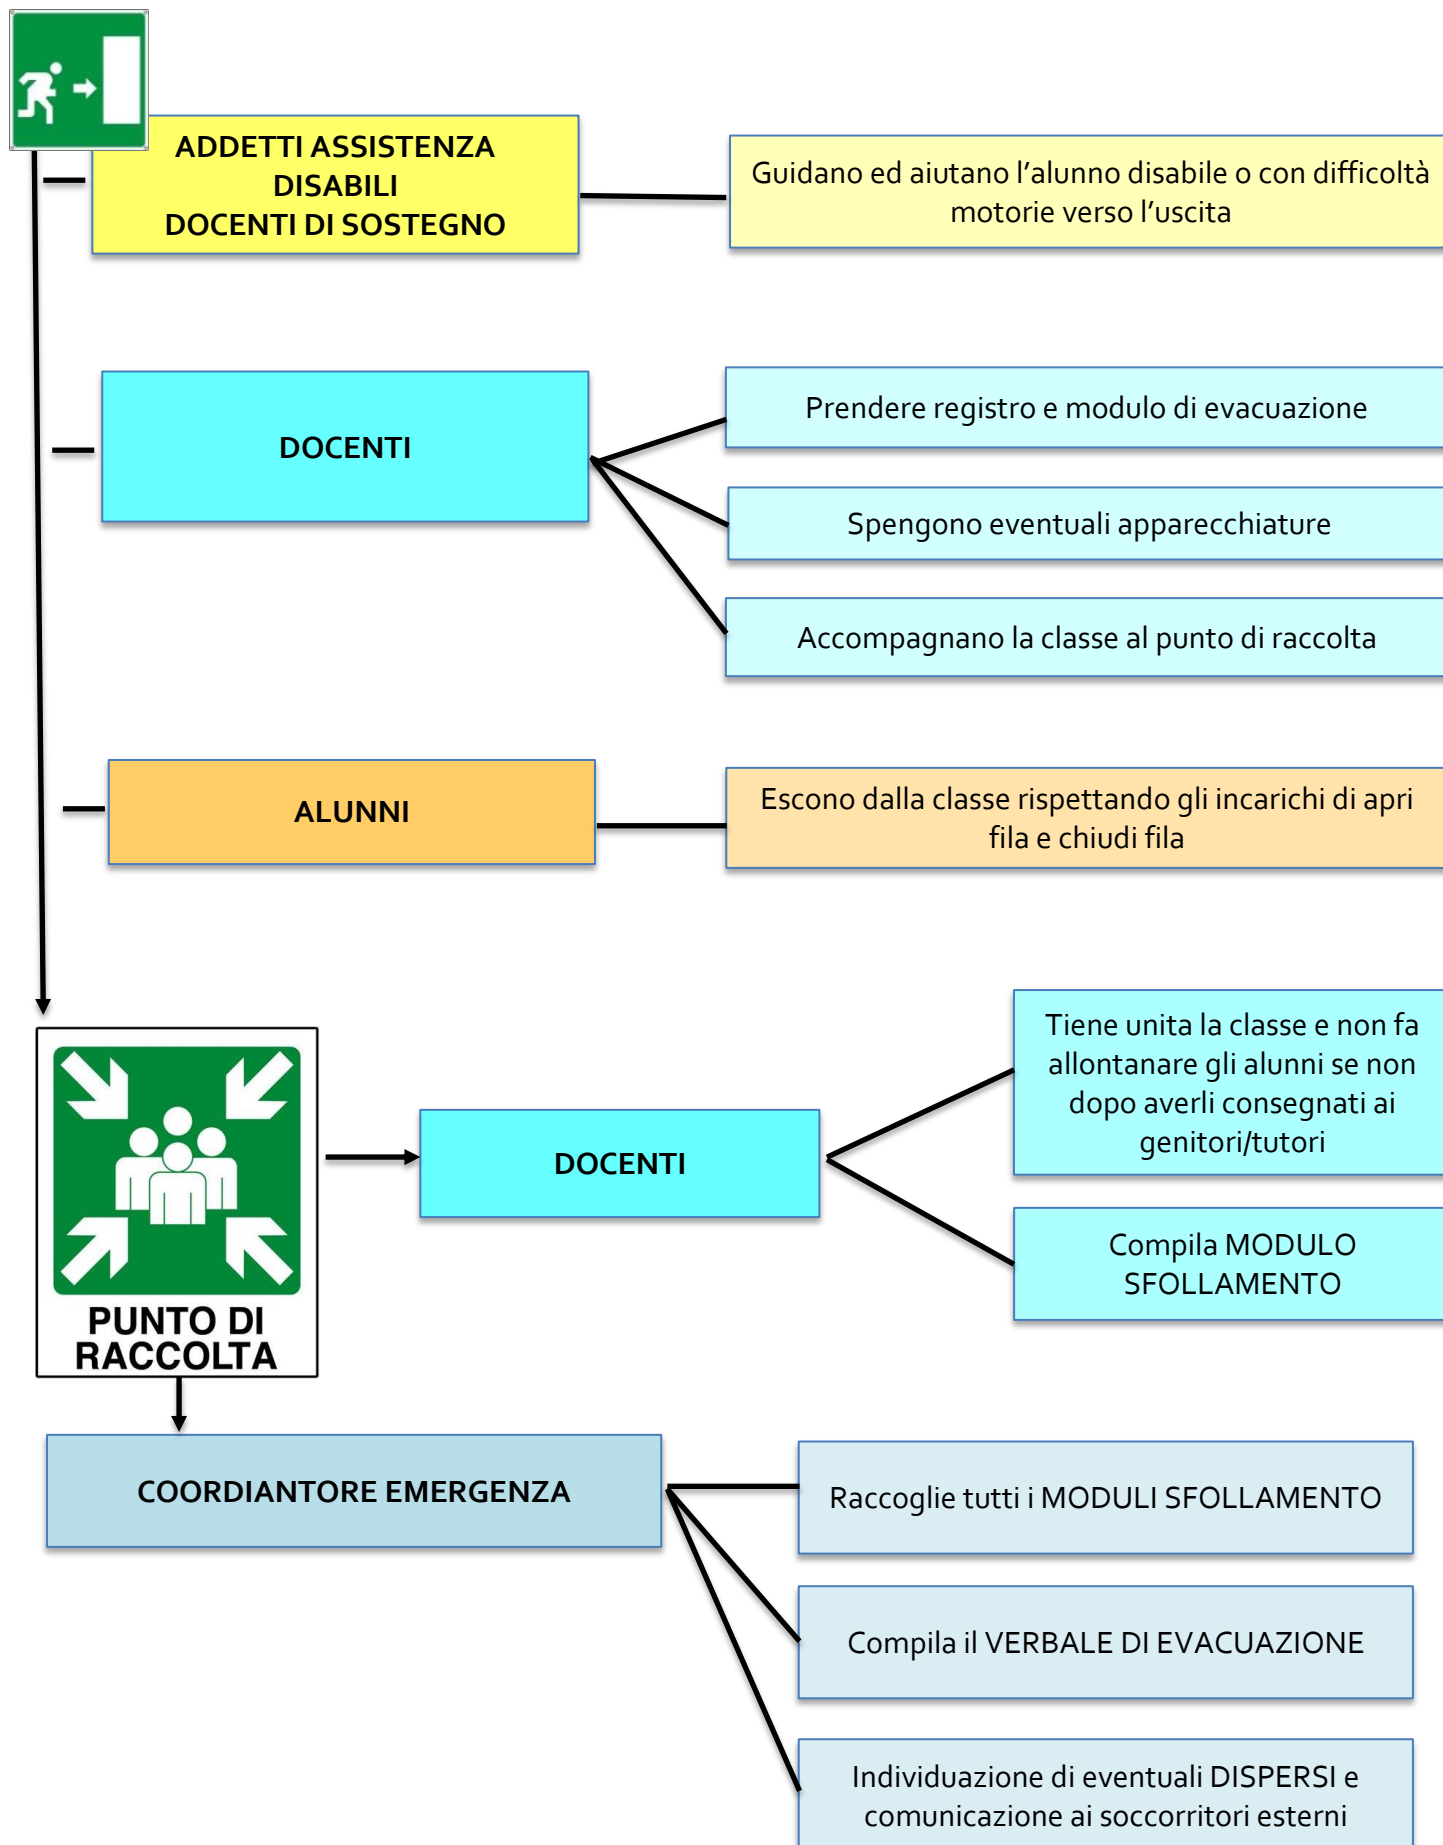 ADDETTI ASSISTENZA
DISABILI
DOCENTI DI SOSTEGNO
Guidano ed aiutano l’alunno disabile o con difficoltà
motorie verso l’uscita
DOCENTI
Prendere registro e modulo di evacuazione
Spengono eventuali apparecchiature
Accompagnano la classe al punto di raccolta
ALUNNI
Escono dalla classe rispettando gli incarichi di apri
fila e chiudi fila
PUNTO DI
RACCOLTA
DOCENTI
Tiene unita la classe e non fa
allontanare gli alunni se non
dopo averli consegnati ai
genitori/tutori
Compila MODULO
SFOLLAMENTO
COORDIANTORE EMERGENZA
Raccoglie tutti i MODULI SFOLLAMENTO
Compila il VERBALE DI EVACUAZIONE
Individuazione di eventuali DISPERSI e
comunicazione ai soccorritori esterni